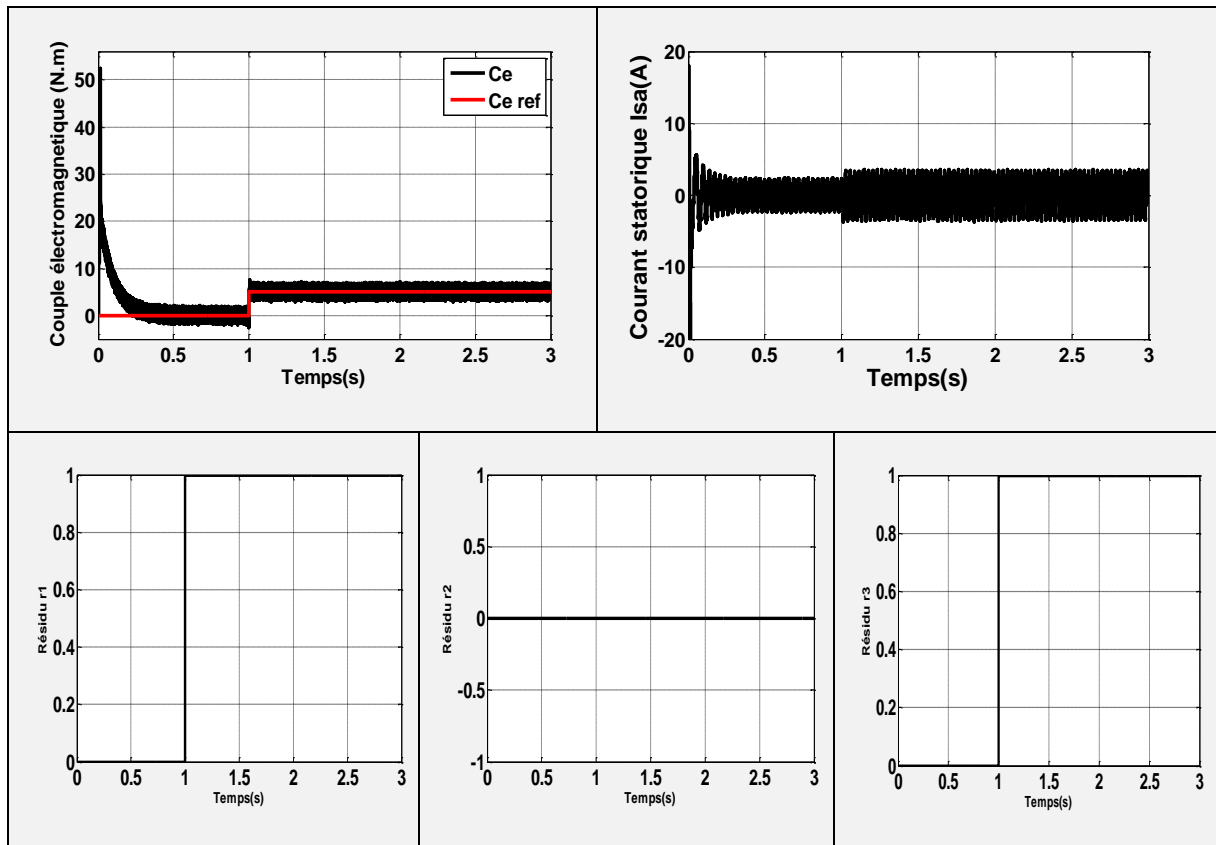 Couple électromagnetique (N.m)
50
40
30
20
10
0
Ce
Ce ref
0 0.5 1 1.5 2 2.5 3
Temps(s)
Courant statorique Isa(A)
20
10
0
-10
-20
0 0.5 1 1.5 2 2.5 3
Temps(s)
Résidu r1
1
0.8
0.6
0.4
0.2
0
0 0.5 1 1.5 2 2.5 3
Temps(s)
Résidu r2
1
0.5
0
-0.5
-1
0 0.5 1 1.5 2 2.5 3
Temps(s)
Résidu r3
1
0.8
0.6
0.4
0.2
0
0 0.5 1 1.5 2 2.5 3
Temps(s)